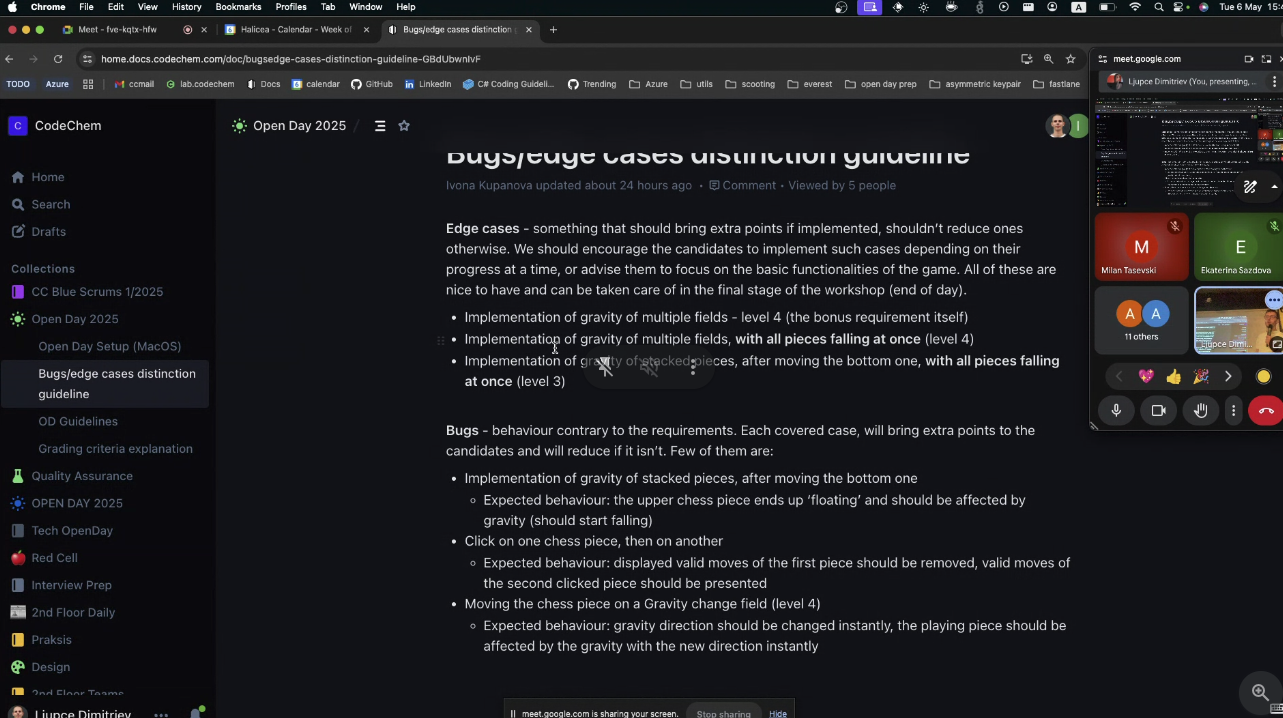 Chrome File Edit View History Bookmarks Profiles Tab Window Help
A Tue 6 May
Meet - fve-kqtx-hfw
Halicea - Calendar - Week of
Bugs/edge cases distinction
home.docs.codechem.com/doc/bugsedge-cases-distinction-guideline-GBdUbwnlvF
TODO Azure ccmail lab.codechem Docs calendar GitHub LinkedIn C# Coding Guideli... Trending Azure utils scooting everest open day prep asymmetric keypair fastlane
meet.google.com
Ljupce Dimitriev (You, presenting, ...
C CodeChem
Open Day 2025 /
I
Home
Search
Drafts
Collections
CC Blue Scrums 1/2025
Open Day 2025
Open Day Setup (MacOS)
Bugs/edge cases distinction
guideline
OD Guidelines
Grading criteria explanation
Quality Assurance
OPEN DAY 2025
Tech OpenDay
Red Cell
Interview Prep
2nd Floor Daily
Praksis
Design
2nd Floor Teams
Ljupce Dimitriev
Bugs/edge cases distinction guideline
Ivona Kupanova updated about 24 hours ago • Comment • Viewed by 5 people
Edge cases - something that should bring extra points if implemented, shouldn't reduce ones
otherwise. We should encourage the candidates to implement such cases depending on their
progress at a time, or advise them to focus on the basic functionalities of the game. All of these are
nice to have and can be taken care of in the final stage of the workshop (end of day).
• Implementation of gravity of multiple fields - level 4 (the bonus requirement itself)
• Implementation of gravity of multiple fields, with all pieces falling at once (level 4)
• Implementation of gravity of stacked pieces, after moving the bottom one, with all pieces falling
at once (level 3)
Bugs - behaviour contrary to the requirements. Each covered case, will bring extra points to the
candidates and will reduce if it isn't. Few of them are:
• Implementation of gravity of stacked pieces, after moving the bottom one
◦ Expected behaviour: the upper chess piece ends up 'floating' and should be affected by
gravity (should start falling)
• Click on one chess piece, then on another
◦ Expected behaviour: displayed valid moves of the first piece should be removed, valid moves of
the second clicked piece should be presented
• Moving the chess piece on a Gravity change field (level 4)
◦ Expected behaviour: gravity direction should be changed instantly, the playing piece should be
affected by the gravity with the new direction instantly
M
Milan Tasevski
E
Ekaterina Sazdova
A A
11 others
Ljupce Dimit...
meet.google.com is sharing your screen. Stop sharing Hide